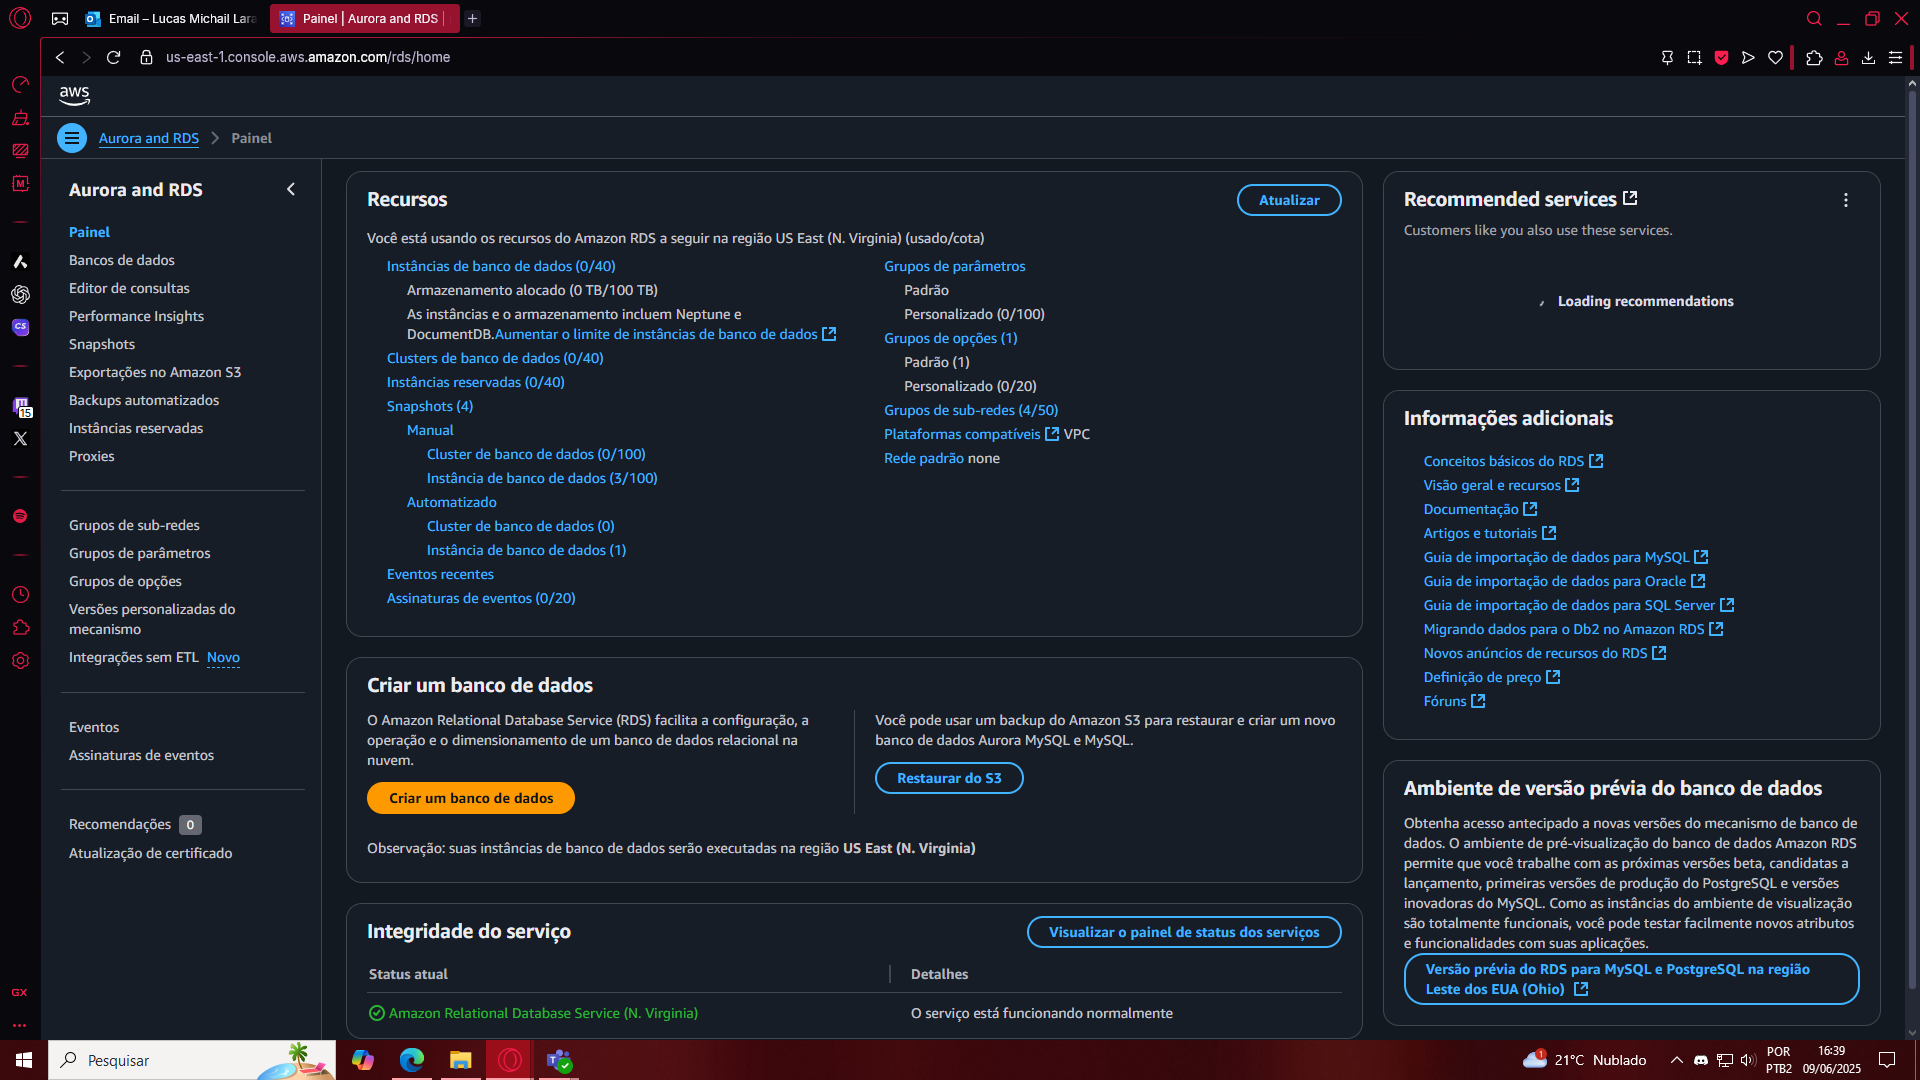 Email – Lucas Michail Lara
Painel | Aurora and RDS
us-east-1.console.aws.amazon.com/rds/home
aws
Aurora and RDS
Painel
Aurora and RDS
Painel
Bancos de dados
Editor de consultas
Performance Insights
Snapshots
Exportações no Amazon S3
Backups automatizados
Instâncias reservadas
Proxies
Grupos de sub-redes
Grupos de parâmetros
Grupos de opções
Versões personalizadas do
mecanismo
Integrações sem ETL Novo
Eventos
Assinaturas de eventos
Recomendações 0
Atualização de certificado
Recursos
Atualizar
Você está usando os recursos do Amazon RDS a seguir na região US East (N. Virginia) (usado/cota)
Instâncias de banco de dados (0/40)
Armazenamento alocado (0 TB/100 TB)
As instâncias e o armazenamento incluem Neptune e
DocumentDB.Aumentar o limite de instâncias de banco de dados
Clusters de banco de dados (0/40)
Instâncias reservadas (0/40)
Snapshots (4)
Manual
Cluster de banco de dados (0/100)
Instância de banco de dados (3/100)
Automatizado
Cluster de banco de dados (0)
Instância de banco de dados (1)
Eventos recentes
Assinaturas de eventos (0/20)
Grupos de parâmetros
Padrão
Personalizado (0/100)
Grupos de opções (1)
Padrão (1)
Personalizado (0/20)
Grupos de sub-redes (4/50)
Plataformas compatíveis VPC
Rede padrão none
Criar um banco de dados
O Amazon Relational Database Service (RDS) facilita a configuração, a
operação e o dimensionamento de um banco de dados relacional na
nuvem.
Criar um banco de dados
Você pode usar um backup do Amazon S3 para restaurar e criar um novo
banco de dados Aurora MySQL e MySQL.
Restaurar do S3
Observação: suas instâncias de banco de dados serão executadas na região US East (N. Virginia)
Integridade do serviço
Visualizar o painel de status dos serviços
Status atual
Detalhes
Amazon Relational Database Service (N. Virginia)
O serviço está funcionando normalmente
Recommended services
Customers like you also use these services.
Loading recommendations
Informações adicionais
Conceitos básicos do RDS
Visão geral e recursos
Documentação
Artigos e tutoriais
Guia de importação de dados para MySQL
Guia de importação de dados para Oracle
Guia de importação de dados para SQL Server
Migrando dados para o Db2 no Amazon RDS
Novos anúncios de recursos do RDS
Definição de preço
Fóruns
Ambiente de versão prévia do banco de dados
Obtenha acesso antecipado a novas versões do mecanismo de banco de
dados. O ambiente de pré-visualização do banco de dados Amazon RDS
permite que você trabalhe com as próximas versões beta, candidatas a
lançamento, primeiras versões de produção do PostgreSQL e versões
inovadoras do MySQL. Como as instâncias do ambiente de visualização
são totalmente funcionais, você pode testar facilmente novos atributos
e funcionalidades com suas aplicações.
Versão prévia do RDS para MySQL e PostgreSQL na região
Leste dos EUA (Ohio)
M
CS
15
GX
Pesquisar
1
21°C Nublado
POR
PTB2
16:39
09/06/2025